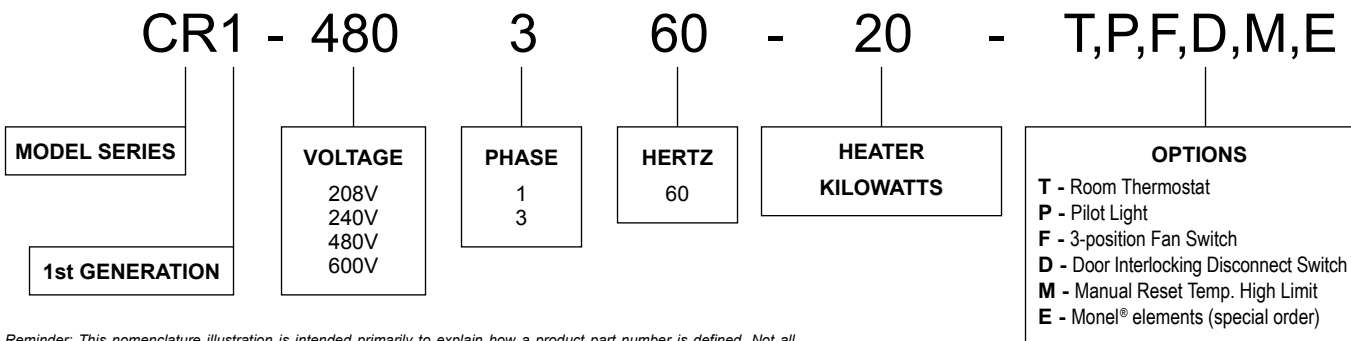 CR1 - 480 3 60 - 20 - T,P,F,D,M,E
MODEL SERIES
1st GENERATION
VOLTAGE
208V
240V
480V
600V
PHASE
1
3
HERTZ
60
HEATER
KILOWATTS
OPTIONS
T - Room Thermostat
P - Pilot Light
F - 3-position Fan Switch
D - Door Interlocking Disconnect Switch
M - Manual Reset Temp. High Limit
E - Monel® elements (special order)
Reminder: This nomenclature illustration is intended primarily to explain how a product part number is defined. Not all